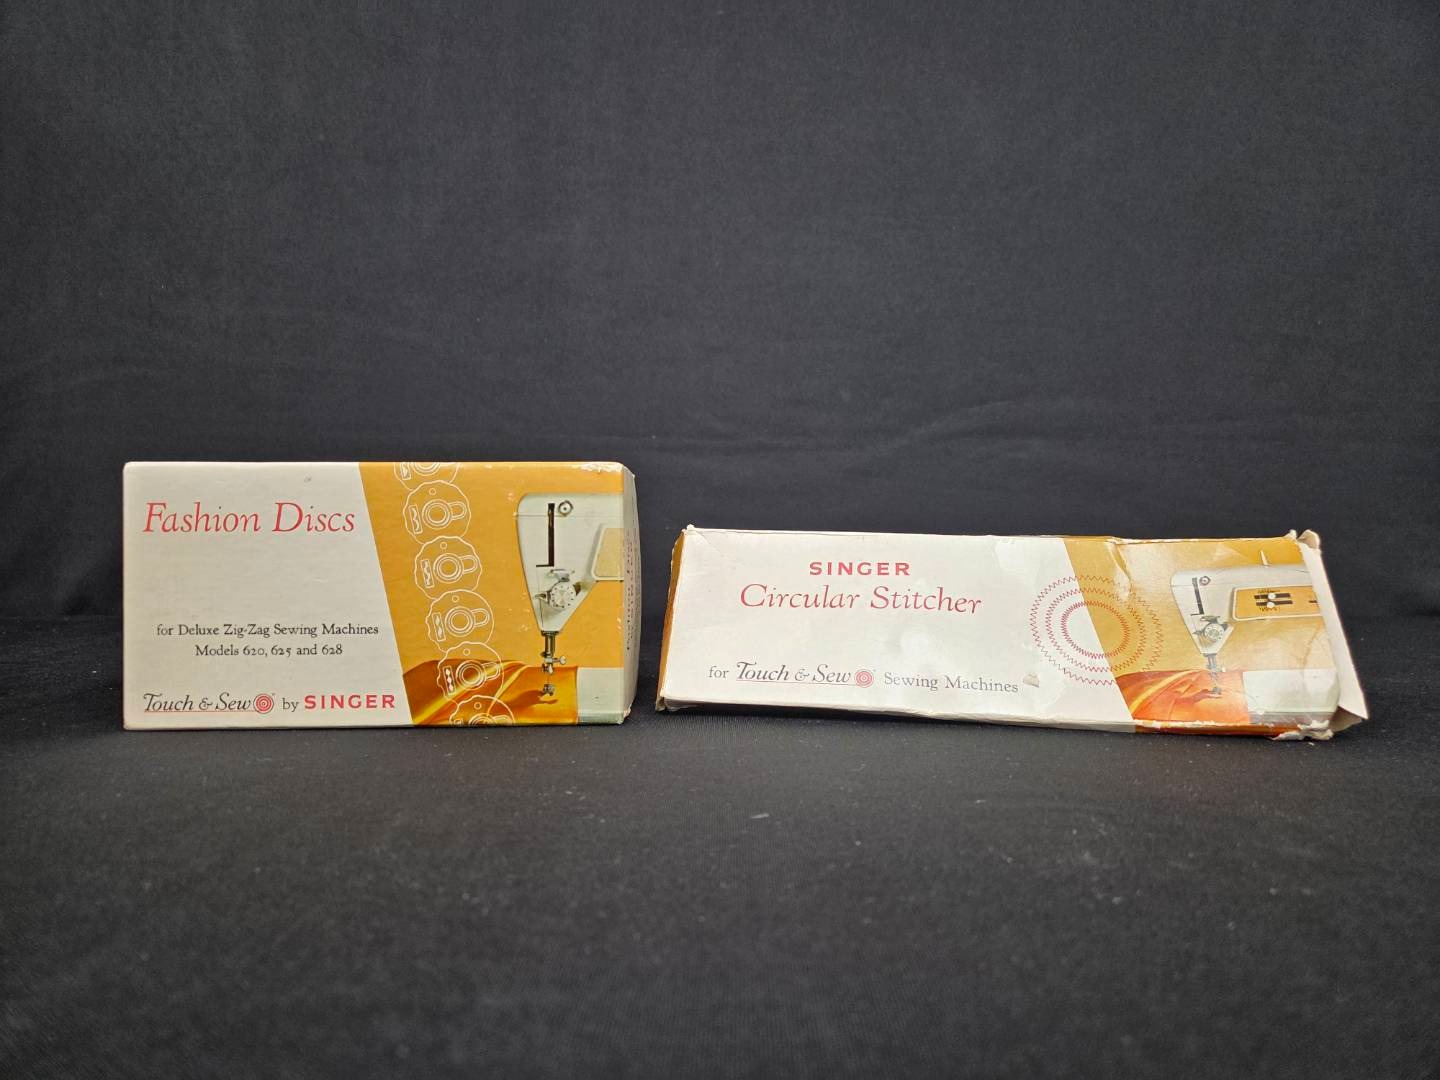 Fashion Discs
for Deluxe Zig-Zag Sewing Machines
Models 620, 625 and 628
Touch & Sew by SINGER
SINGER
Circular Stitcher
for Touch & Sew Sewing Machines